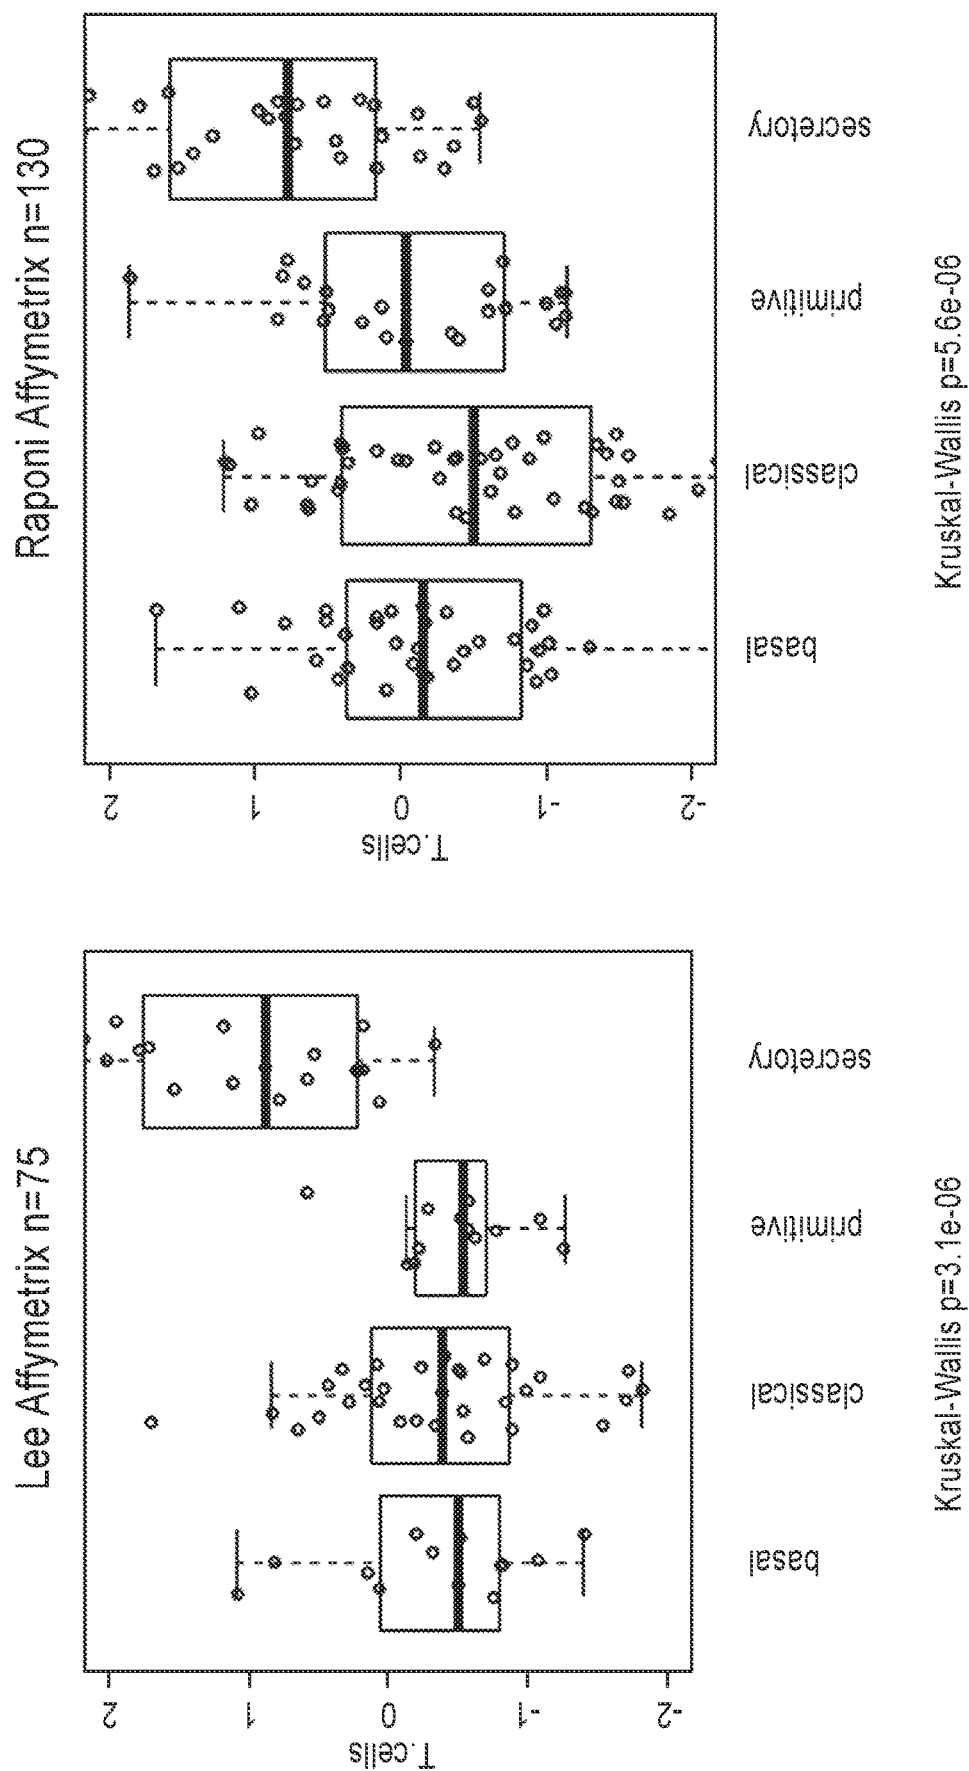 Lee Affymetrix n=75
T.cells
2
1
0
-1
-2
basal
classical
primitive
secretory
Kruskal-Wallis p=3.1e-06
Raponi Affymetrix n=130
T.cells
2
1
0
-1
-2
basal
classical
primitive
secretory
Kruskal-Wallis p=5.6e-06